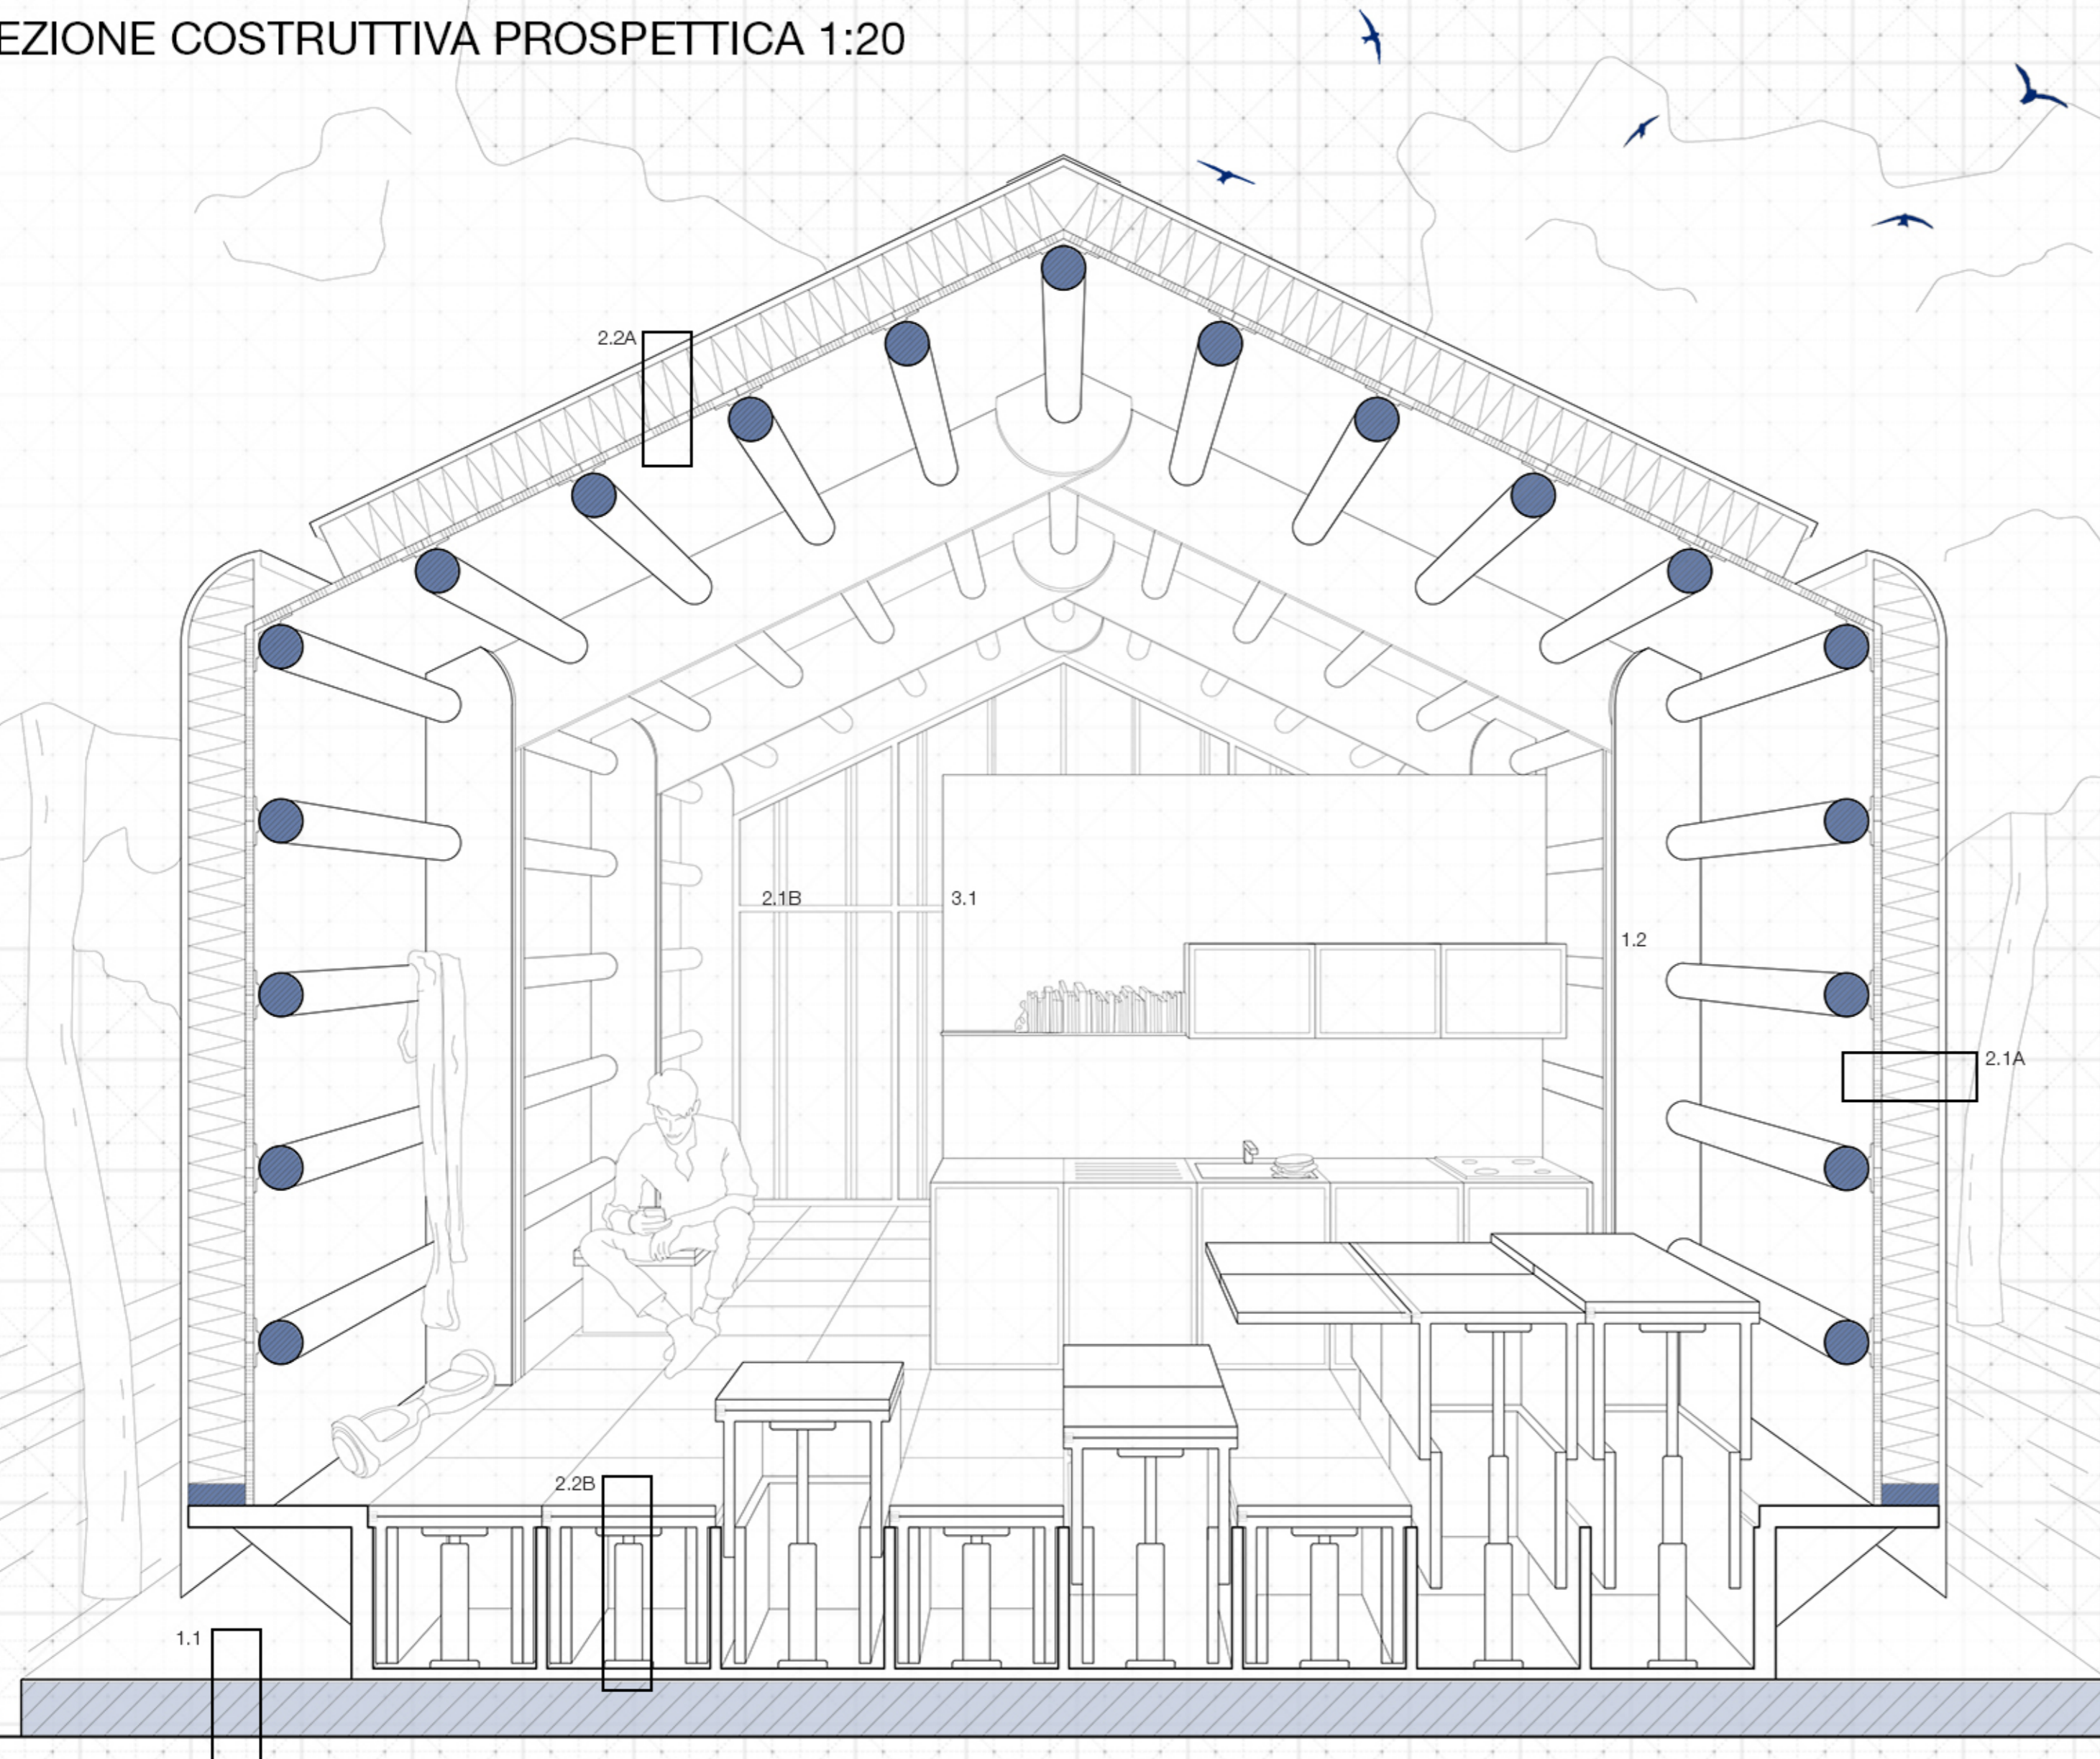 EZIONE COSTRUTTIVA PROSPETTICA 1:20
2.2A
2.1B
3.1
1.2
2.1A
2.2B
1.1